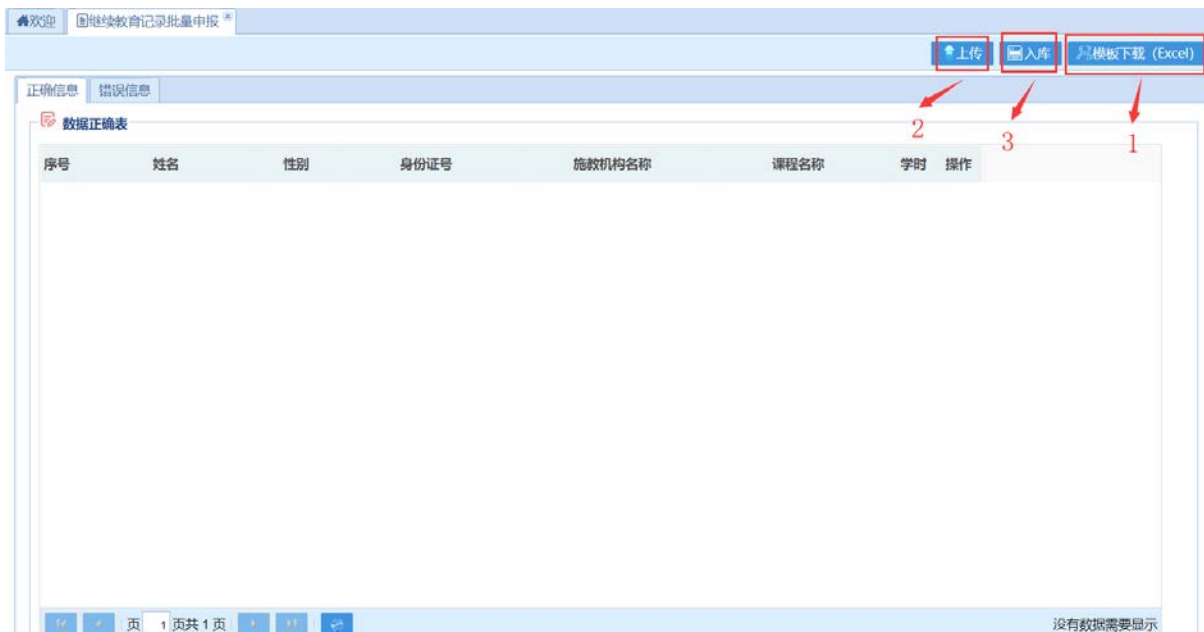 欢迎 继续教育记录批量申报
上传 入库 模板下载 (Excel)
正确信息 错误信息
2 3 1
数据正确表
序号 姓名 性别 身份证号 施教机构名称 课程名称 学时 操作
页 1 页共 1 页 没有数据需要显示